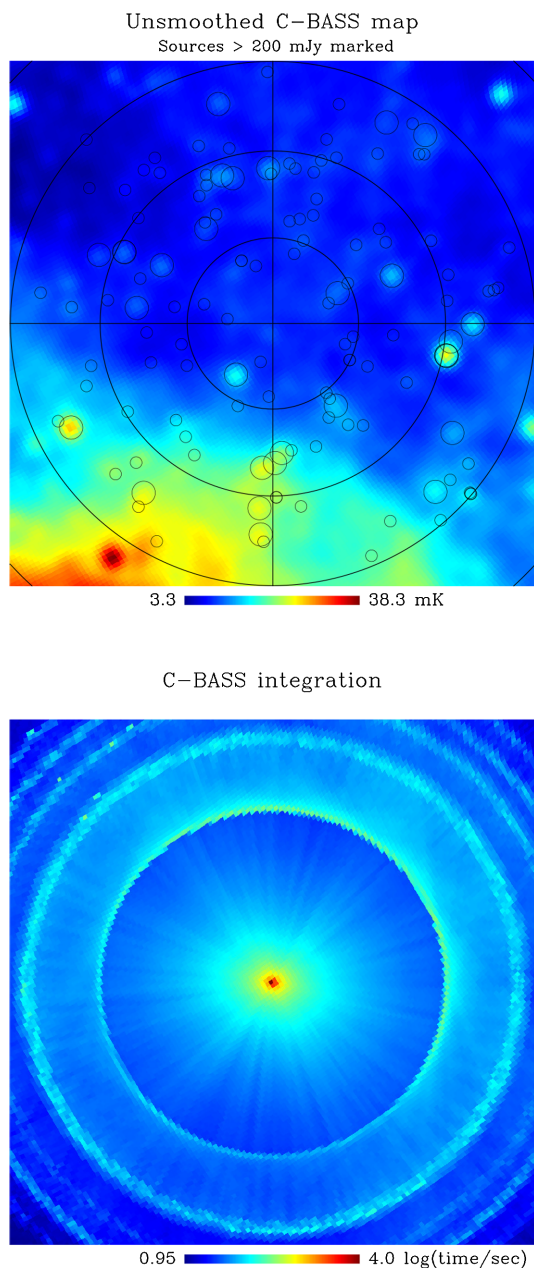 Unsmoothed C-BASS map
Sources > 200 mJy marked
3.3 38.3 mK
C-BASS integration
0.95 4.0 log(time/sec)